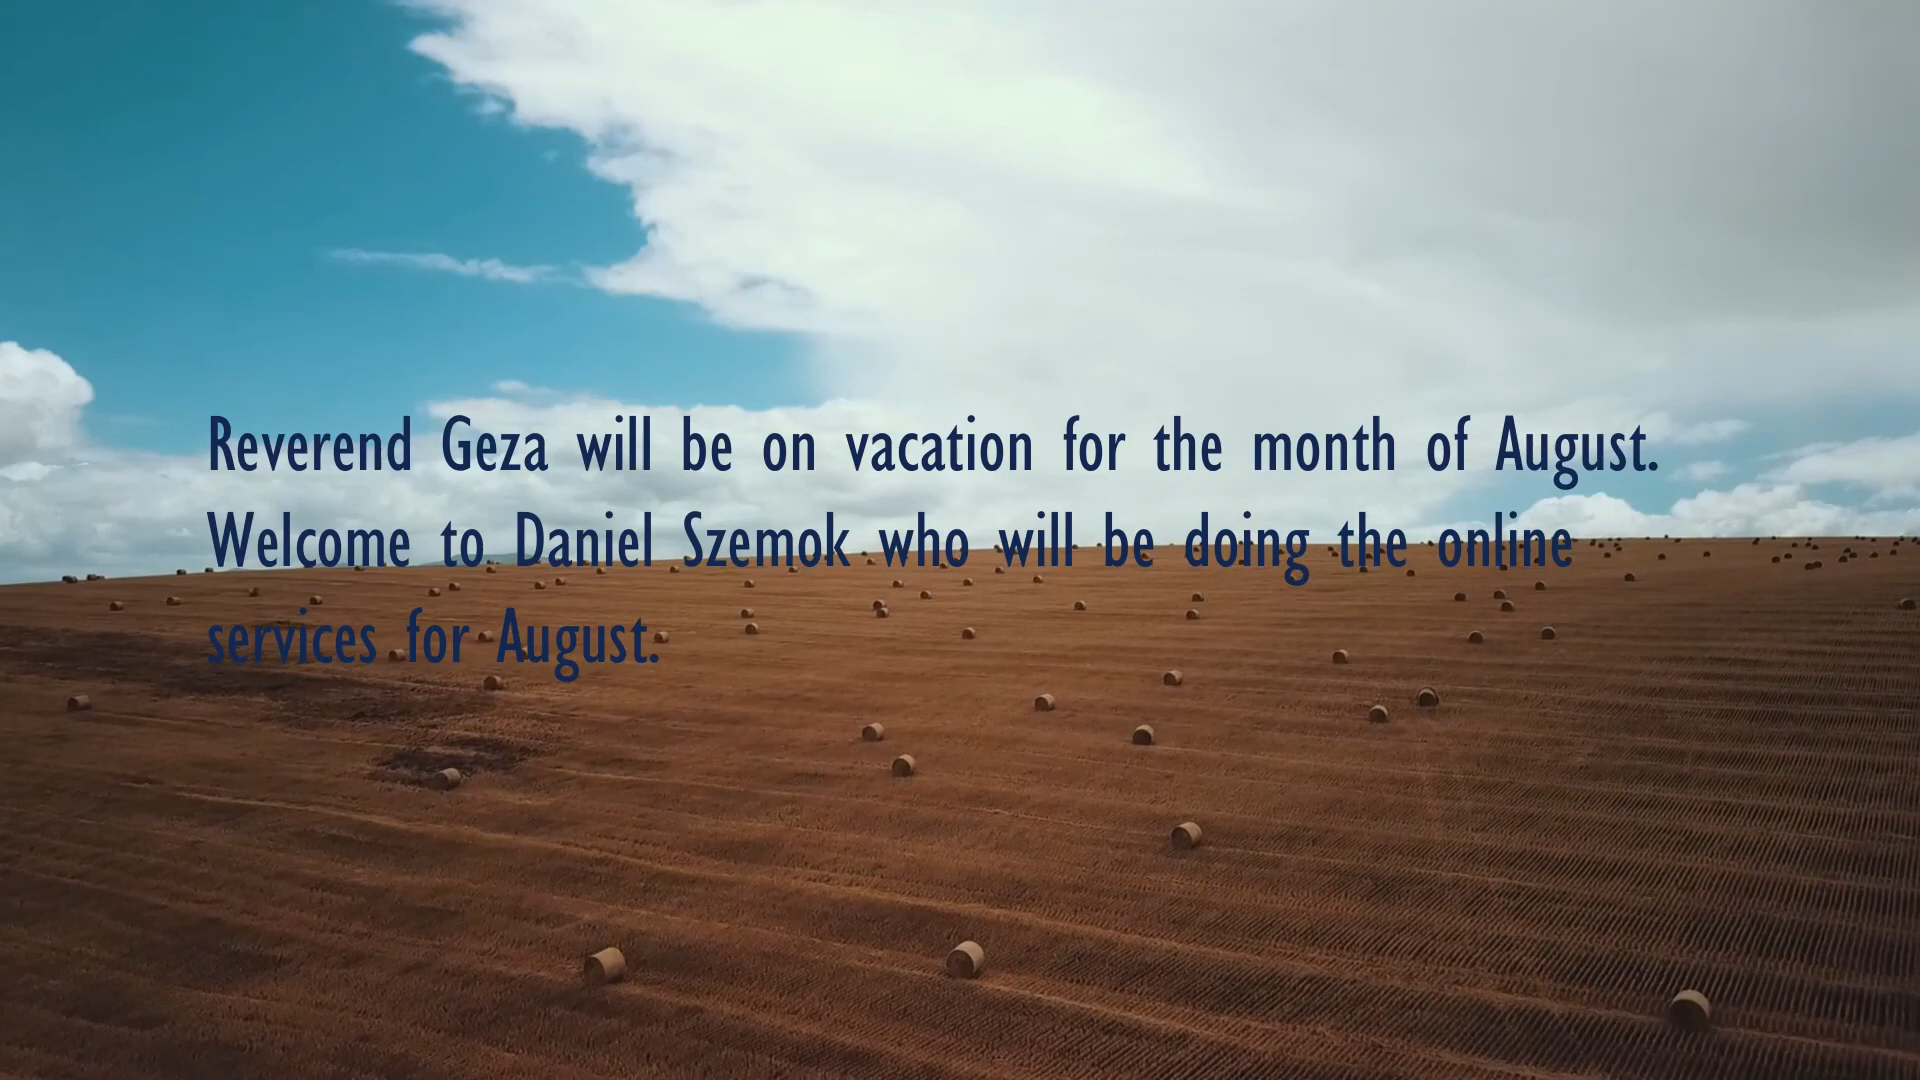 Reverend Geza will be on vacation for the month of August.
Welcome to Daniel Szemok who will be doing the online
services for August.